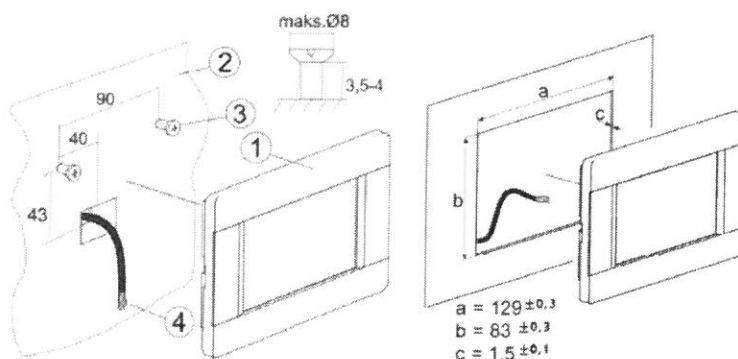 maks.Ø8
2
90
3,5–4
3
40
1
43
4
a
c
b
a = 129 ±0,3
b = 83 ±0,3
c = 1,5 ±0,1